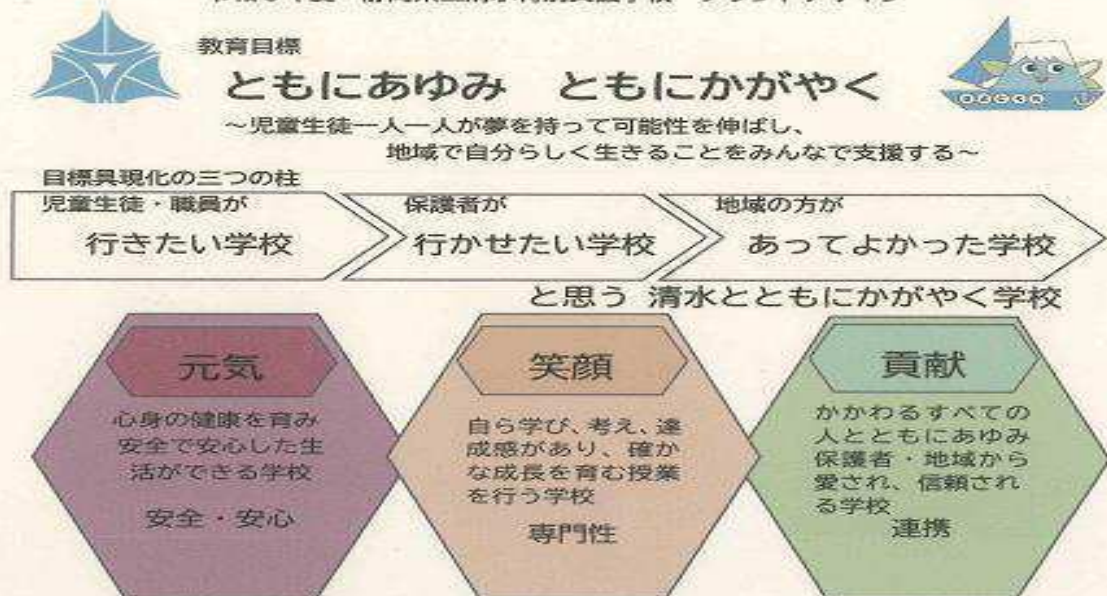 教育目標
ともにあゆみ ともにかがやく
～児童生徒一人一人が夢を持って可能性を伸ばし、
地域で自分らしく生きることをみんなで支援する～
目標具現化の三つの柱
児童生徒・職員が
行きたい学校
保護者が
行かせたい学校
地域の方が
あってよかった学校
と思う 清水とともにかがやく学校
元気
心身の健康を育み
安全で安心した生
活ができる学校
安全・安心
笑顔
自ら学び、考え、達
成感があり、確か
な成長を育む授業
を行う学校
専門性
貢献
かかわるすべての
人とともにあゆみ
保護者・地域から
愛され、信頼され
る学校
連携